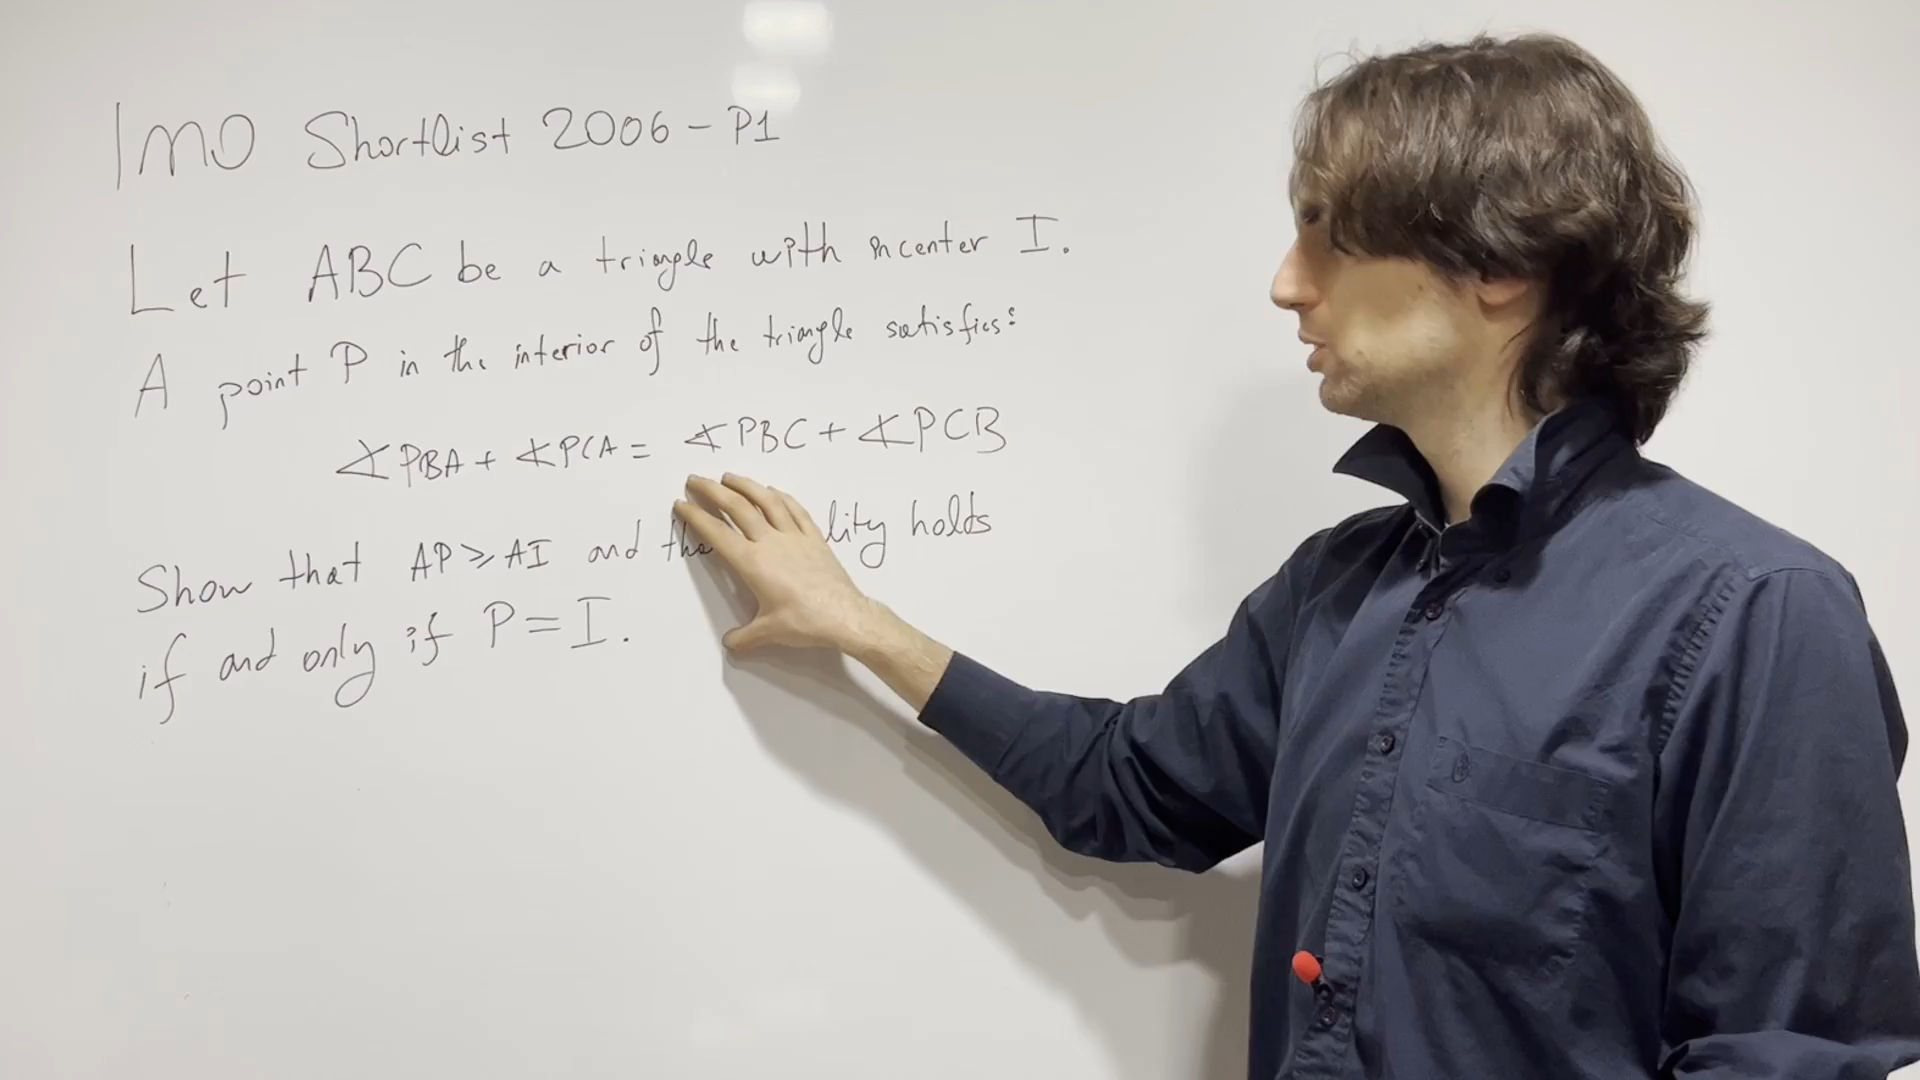 IMO Shortlist 2006 - P1
Let ABC be a triangle with incenter I.
A point P in the interior of the triangle satisfies:
∢PBA + ∢PCA = ∢PBC + ∢PCB
Show that AP ≥ AI and the holds
if and only if P = I.